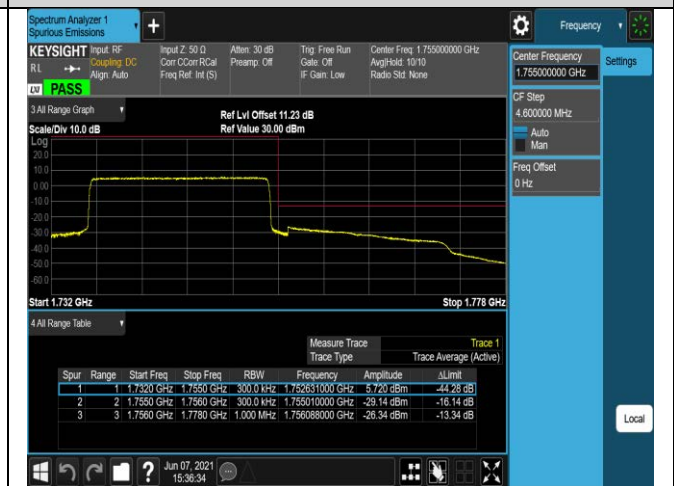 Spectrum Analyzer 1
Spurious Emissions
+
Frequency
KEYSIGHT Input: RF Input Z: 50 Ω Atten: 30 dB Trig: Free Run Center Freq: 1.755000000 GHz
RL Coupling: DC Corr CCorr RCal Preamp: Off Gate: Off Avg|Hold: 10/10
Align: Auto Freq Ref: Int (S) IF Gain: Low Radio Std: None
LXI PASS
Center Frequency
1.755000000 GHz
Settings
CF Step
4.600000 MHz
Auto
Man
Freq Offset
0 Hz
3 All Range Graph
Ref Lvl Offset 11.23 dB
Scale/Div 10.0 dB Ref Value 30.00 dBm
Log
20.0
10.0
0.00
-10.0
-20.0
-30.0
-40.0
-50.0
-60.0
Start 1.732 GHz Stop 1.778 GHz
4 All Range Table
Measure Trace Trace 1
Trace Type Trace Average (Active)
Spur Range Start Freq Stop Freq RBW Frequency Amplitude ΔLimit
1 1 1.7320 GHz 1.7550 GHz 300.0 kHz 1.752631000 GHz 5.720 dBm -44.28 dB
2 2 1.7550 GHz 1.7560 GHz 300.0 kHz 1.755010000 GHz -29.14 dBm -16.14 dB
3 3 1.7560 GHz 1.7780 GHz 1.000 MHz 1.756088000 GHz -26.34 dBm -13.34 dB
Local
? Jun 07, 2021
15:36:34